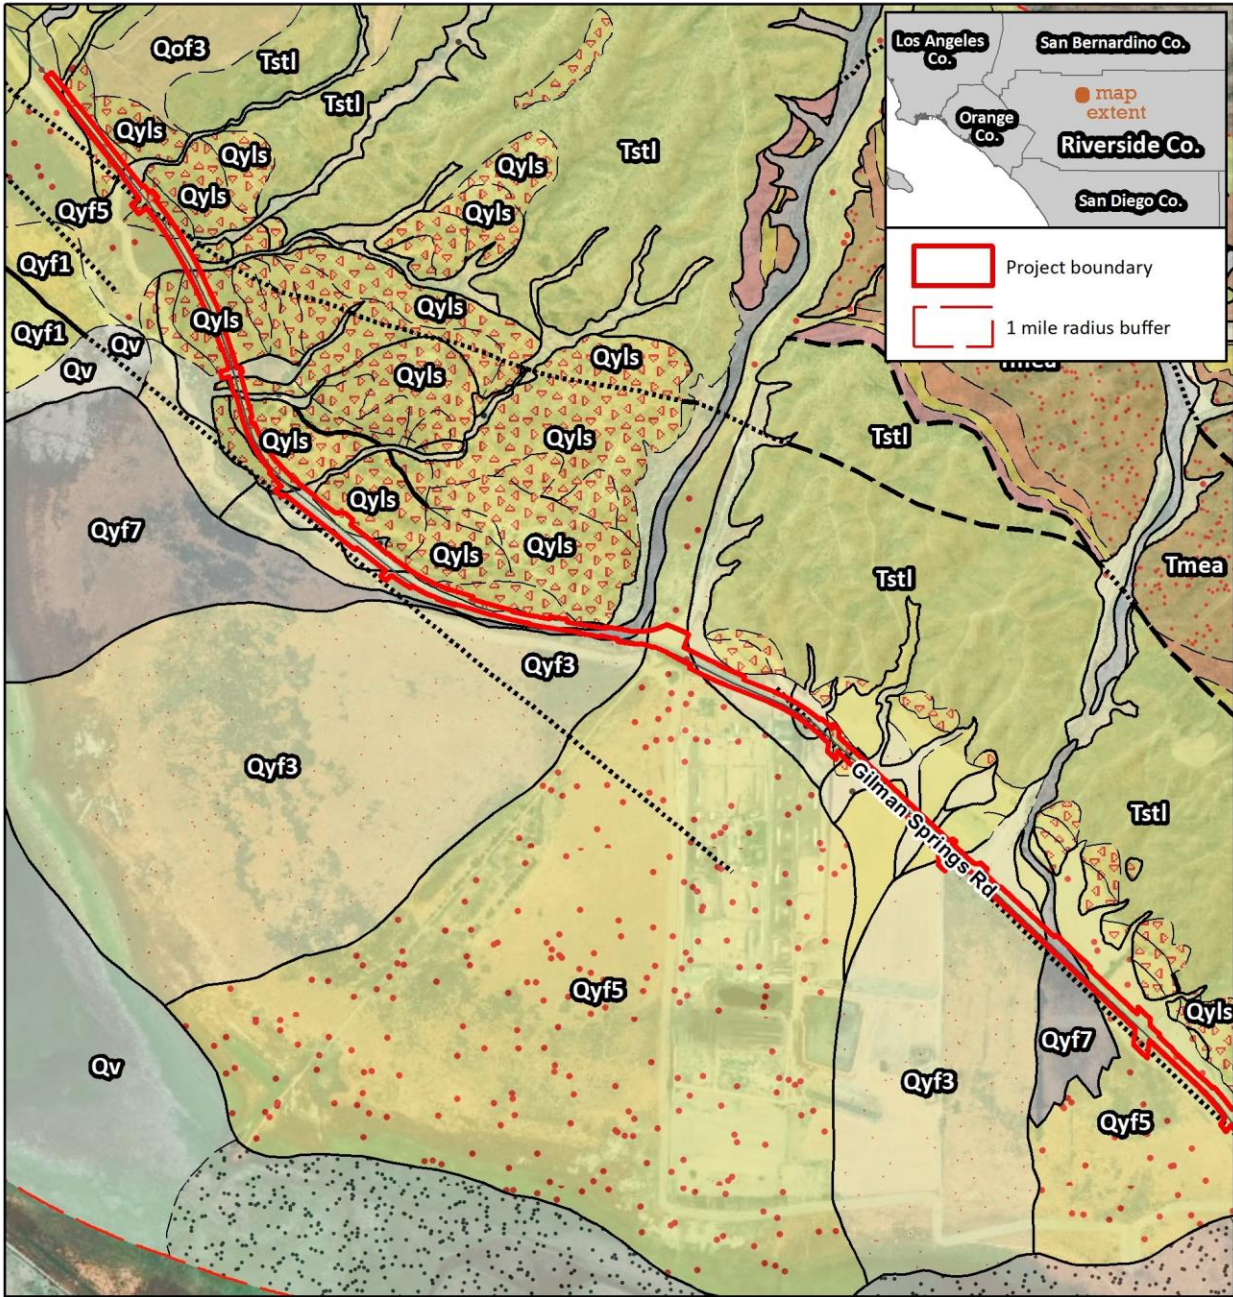 Los Angeles
Co.
San Bernardino Co.
Orange
Co.
map
extent
Riverside Co.
San Diego Co.
Project boundary
1 mile radius buffer
Qof3
Tstl
Tstl
Qyls
Qyls
Qyls
Qyls
Qyls
Tstl
Qyf5
Qyf1
Qyf1
Qv
Qv
Qyls
Qyls
Qyls
Qyls
Tmea
Qyls
Qyls
Tstl
Qyls
Qyls
Qyls
Qyf7
Tstl
Tmea
Qyf3
Qyf3
Gilman Springs Rd
Tstl
Qyf5
Qyls
Qv
Qyf3
Qyf7
Qyf5